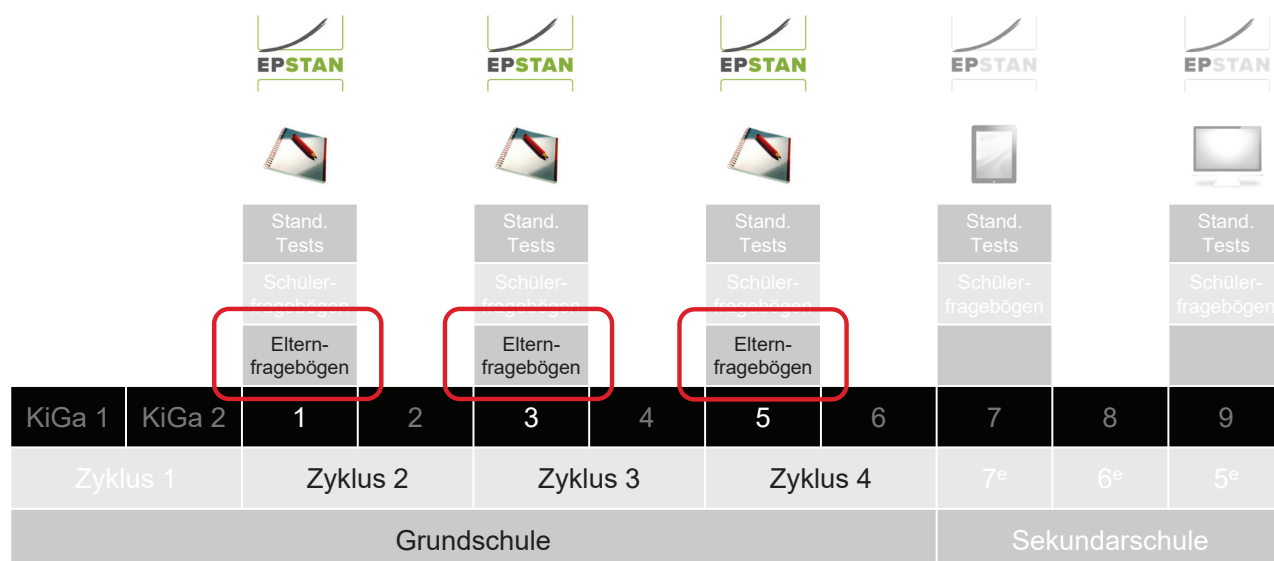 EPSTAN EPSTAN EPSTAN EPSTAN EPSTAN
Stand. Stand. Stand. Stand. Stand.
Tests Tests Tests Tests Tests
Schüler- Schüler- Schüler- Schüler- Schüler-
fragebögen fragebögen fragebögen fragebögen fragebögen
Eltern- Eltern- Eltern-
fragebögen fragebögen fragebögen
KiGa 1 KiGa 2 1 2 3 4 5 6 7 8 9
Zyklus 1 Zyklus 2 Zyklus 3 Zyklus 4 7e 6e 5e
Grundschule Sekundarschule